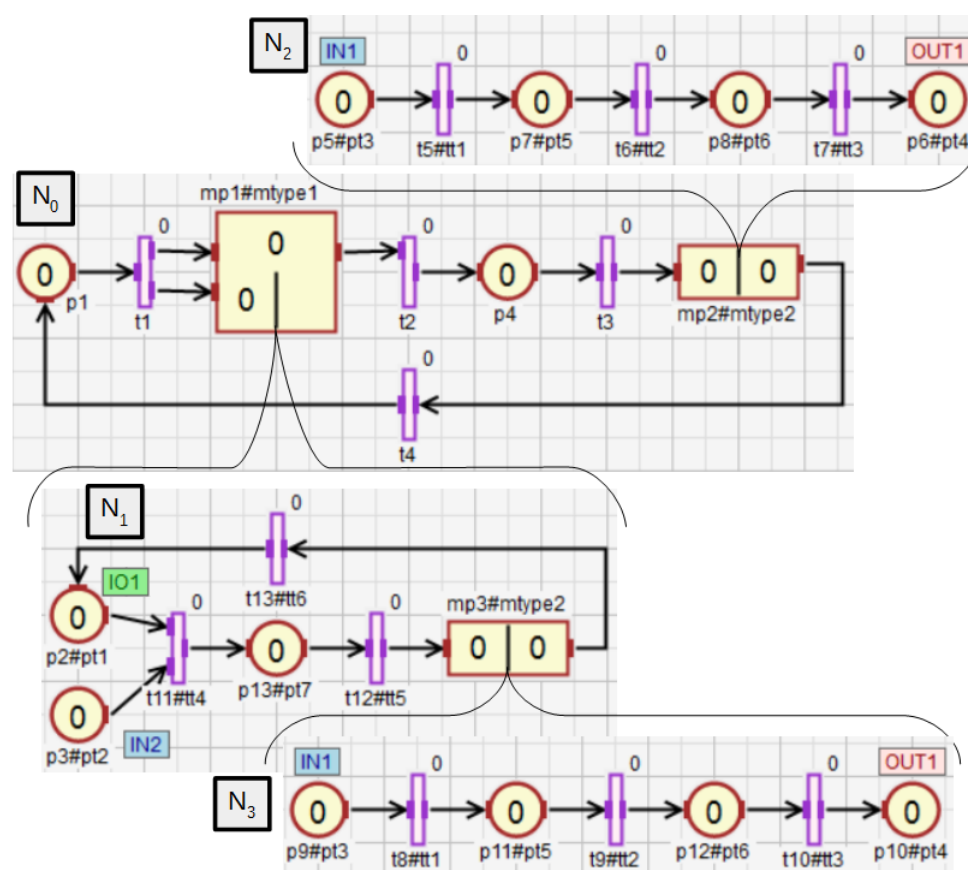 N2
IN1 0 0 0 OUT1
0 0 0 0
p5#pt3 t5#tt1 p7#pt5 t6#tt2 p8#pt6 t7#tt3 p6#pt4
N0
mp1#mtype1
0 0 0
0 0 0 0 0
0
p1 t1 t2 p4 t3 mp2#mtype2
0
t4
N1
0
IO1
t13#tt6
0 0 mp3#mtype2
0 0 0 0
p2#pt1 t11#tt4 p13#pt7 t12#tt5
0
p3#pt2 IN2
N3
IN1 0 0 0 OUT1
0 0 0 0
p9#pt3 t8#tt1 p11#pt5 t9#tt2 p12#pt6 t10#tt3 p10#pt4